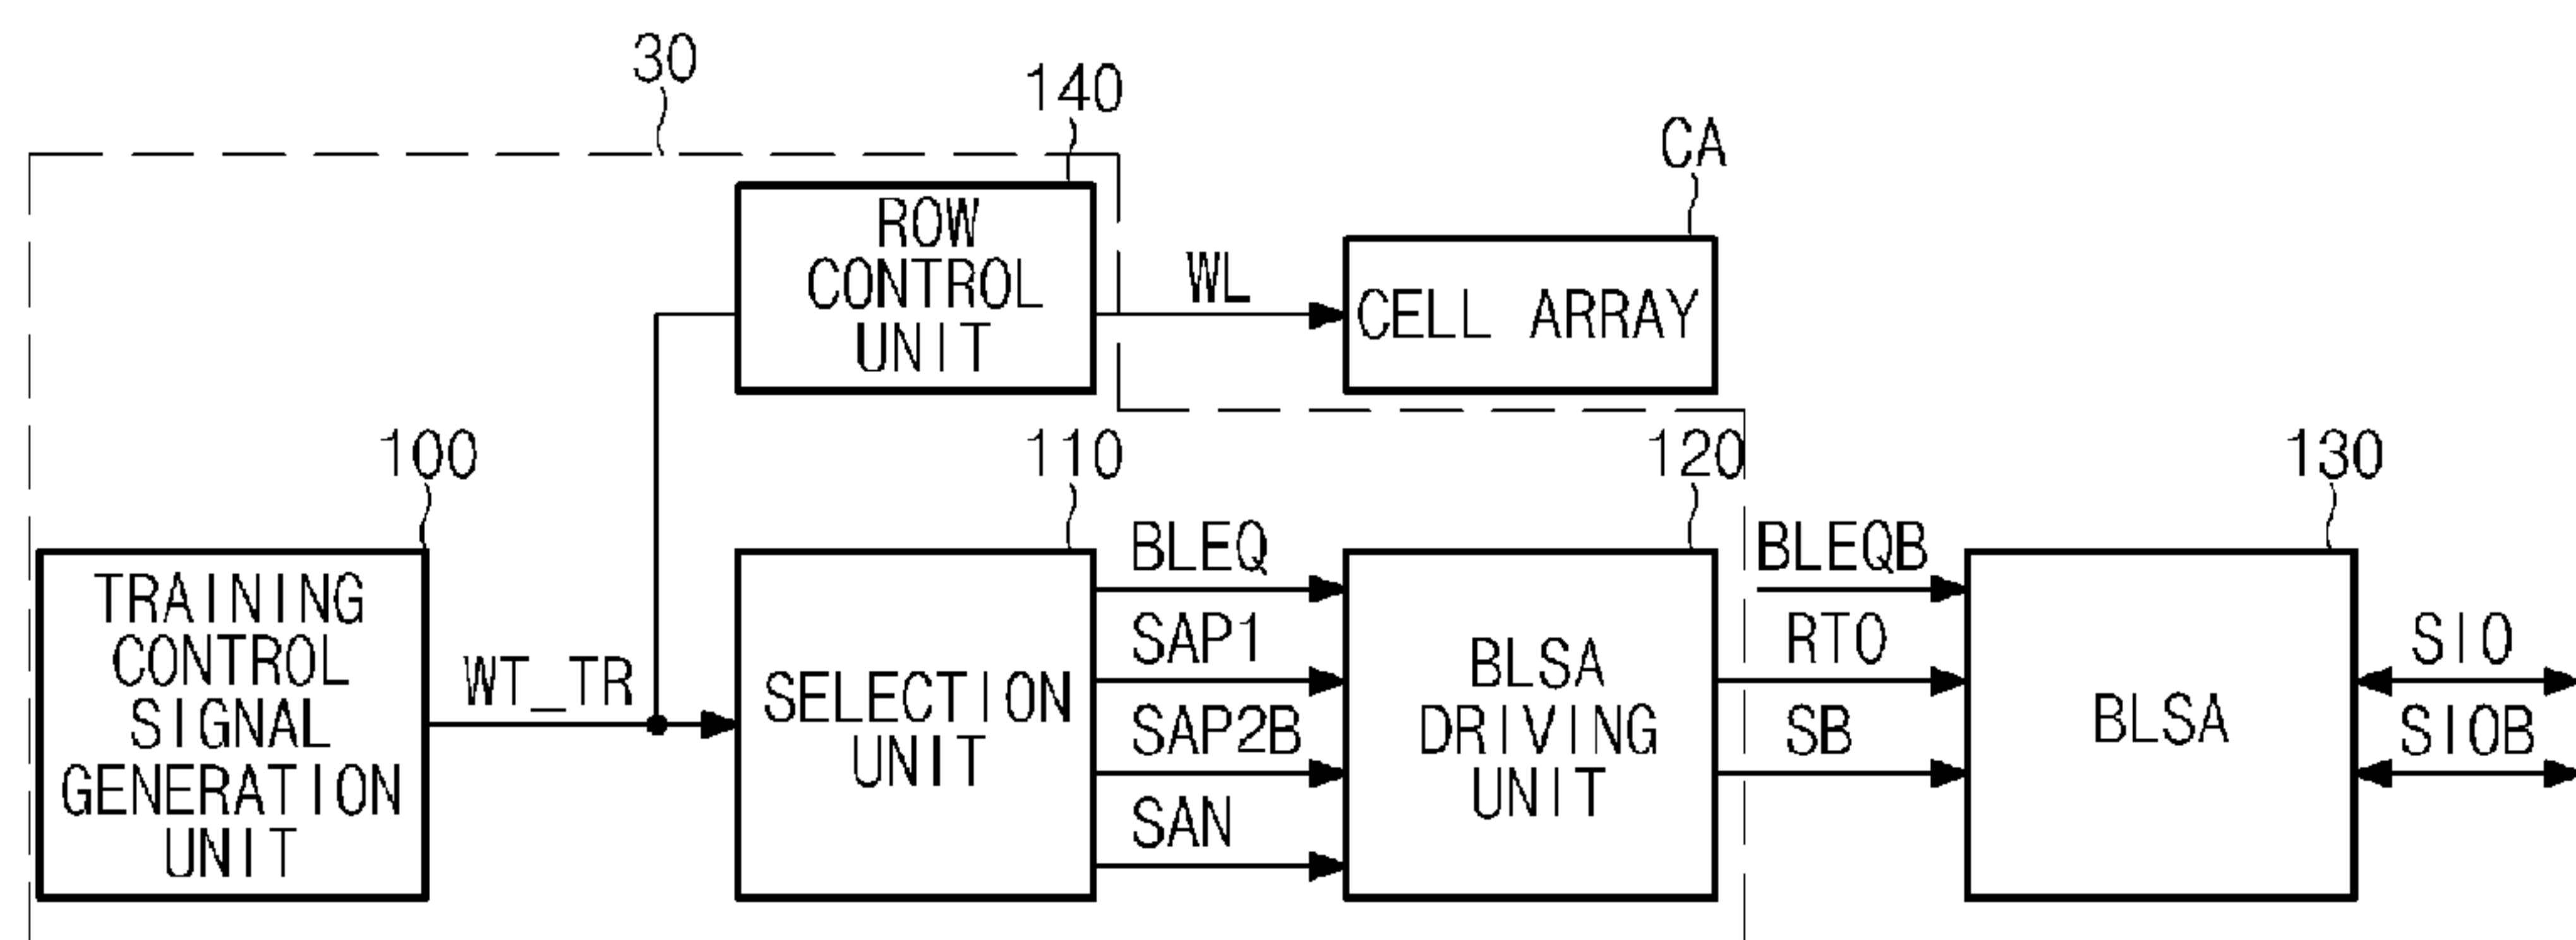 30
140
CA
ROW
CONTROL
UNIT
WL
CELL ARRAY
100
110
120
130
TRAINING
CONTROL
SIGNAL
GENERATION
UNIT
WT_TR
SELECTION
UNIT
BLEQ
SAP1
SAP2B
SAN
BLSA
DRIVING
UNIT
BLEQB
RTO
SB
BLSA
SIO
SIOB